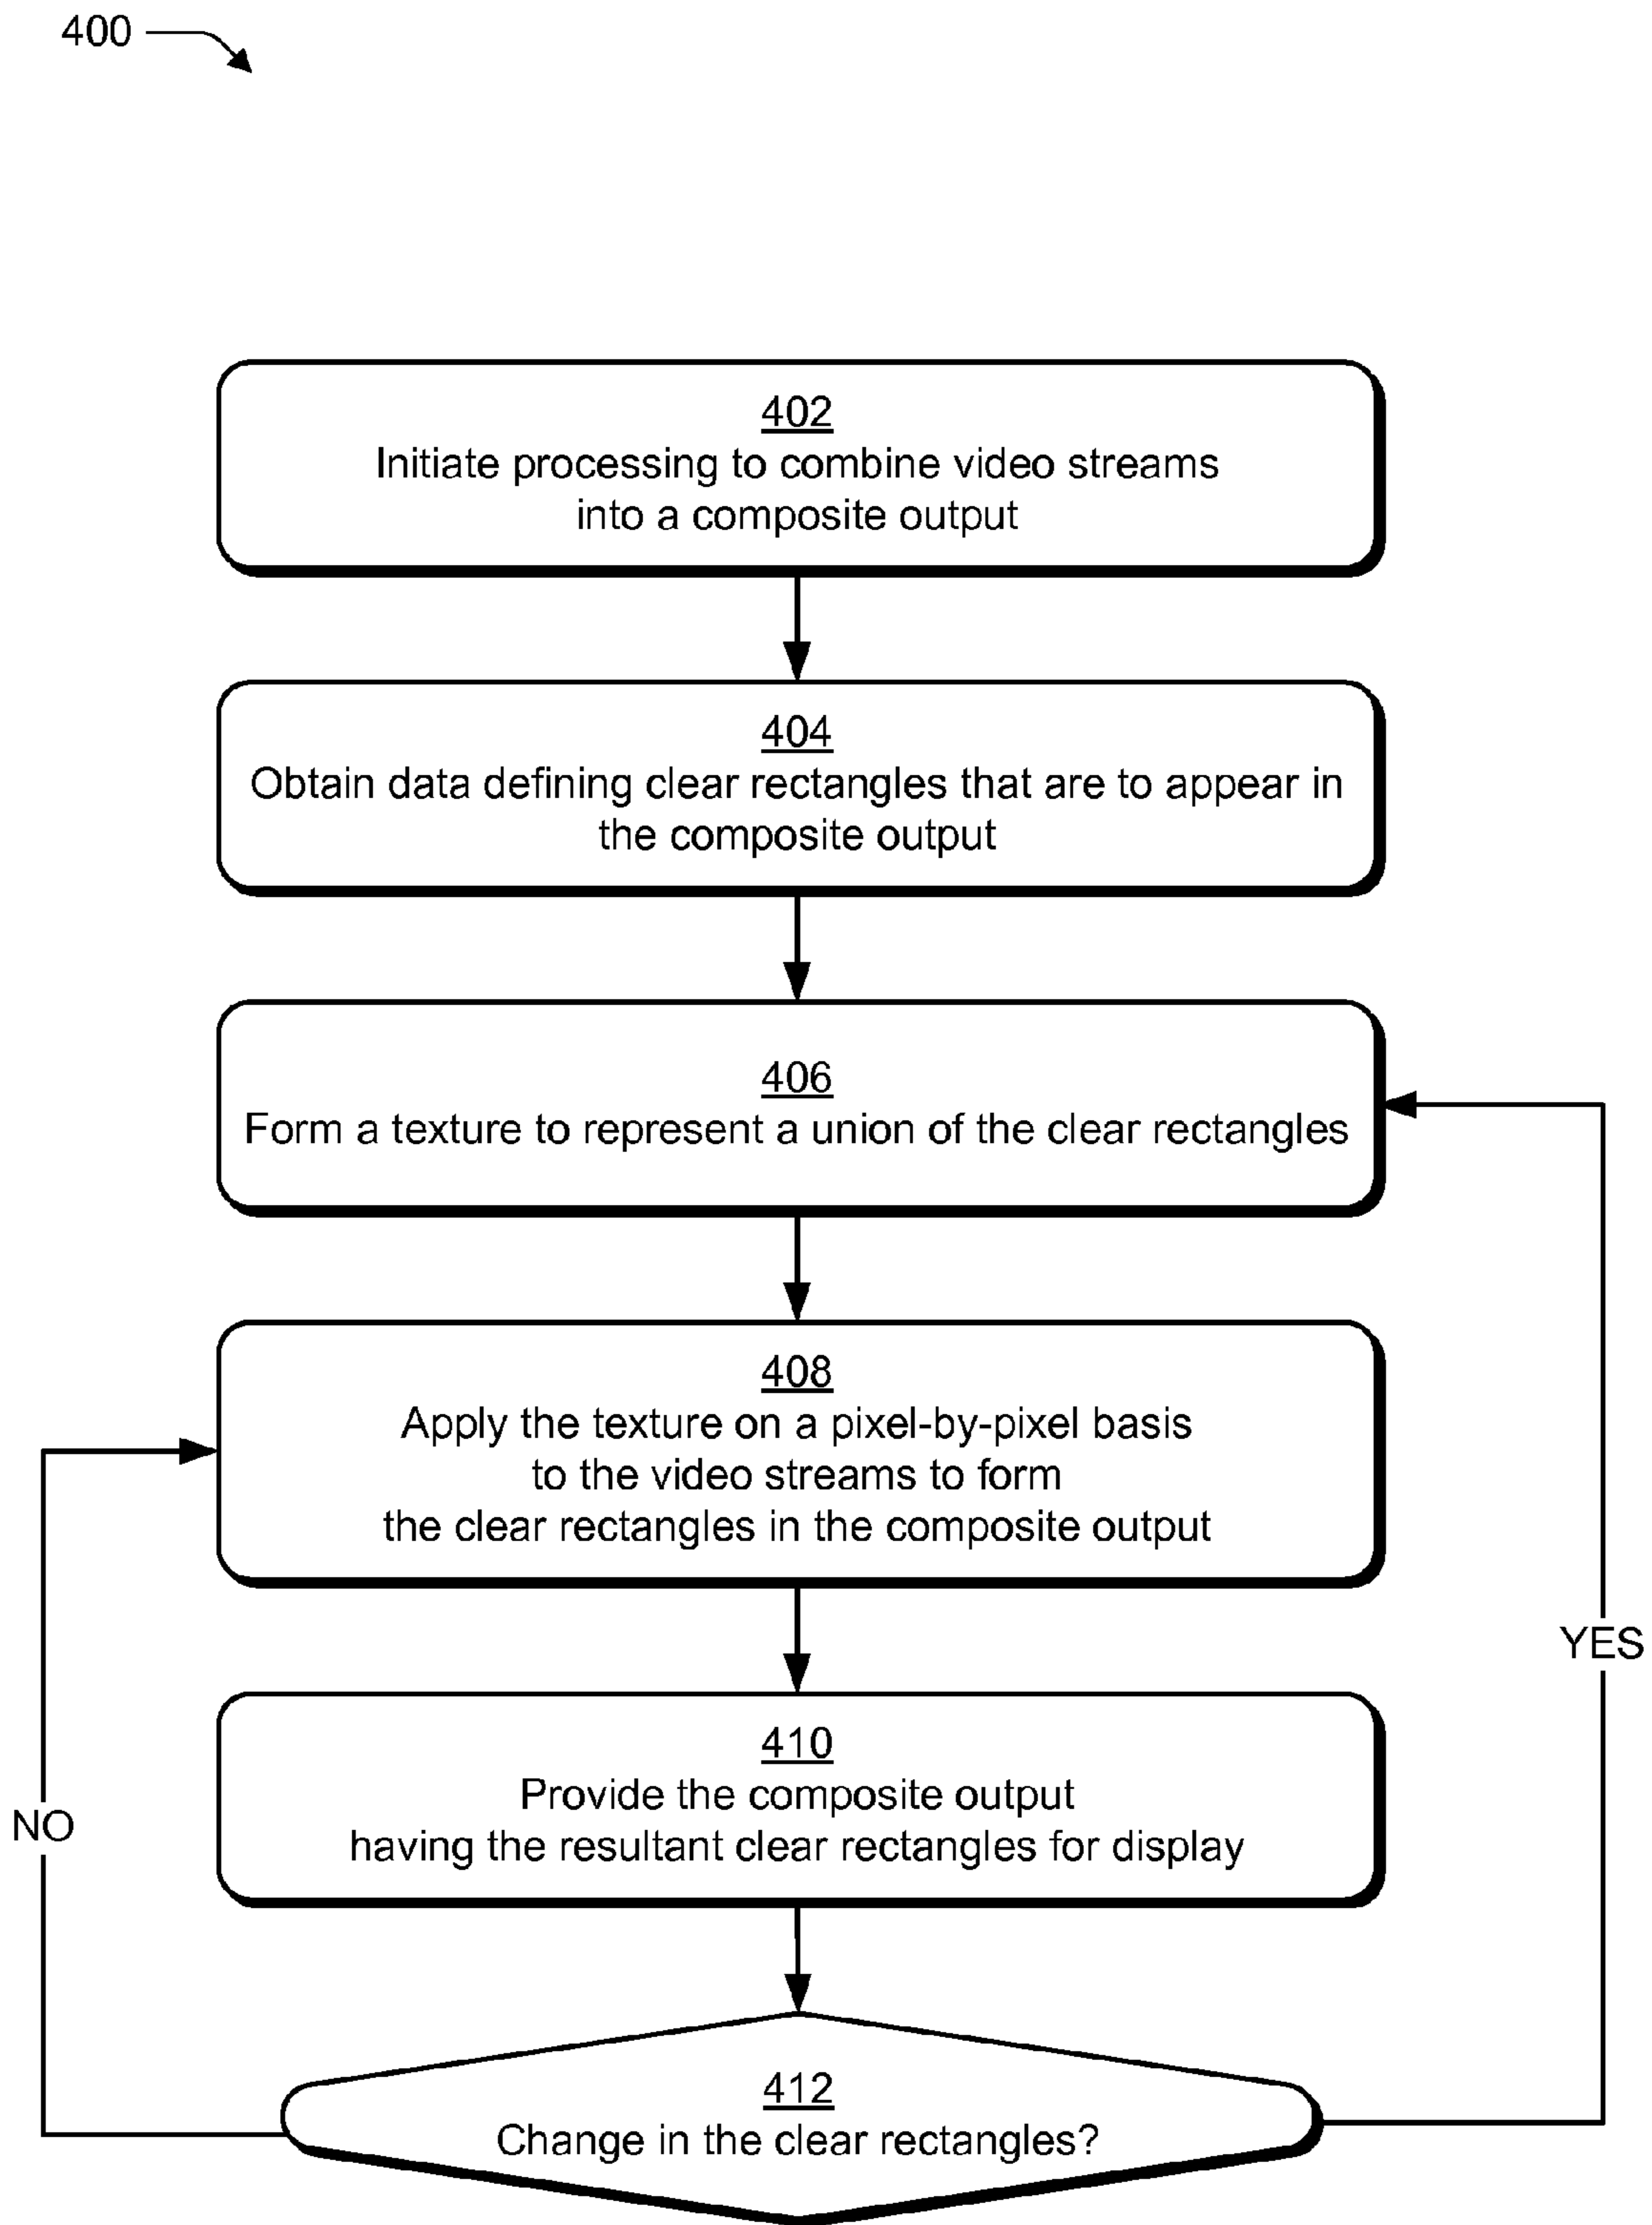 400
402
Initiate processing to combine video streams
into a composite output
404
Obtain data defining clear rectangles that are to appear in
the composite output
406
Form a texture to represent a union of the clear rectangles
408
Apply the texture on a pixel-by-pixel basis
to the video streams to form
the clear rectangles in the composite output
YES
410
Provide the composite output
having the resultant clear rectangles for display
NO
412
Change in the clear rectangles?